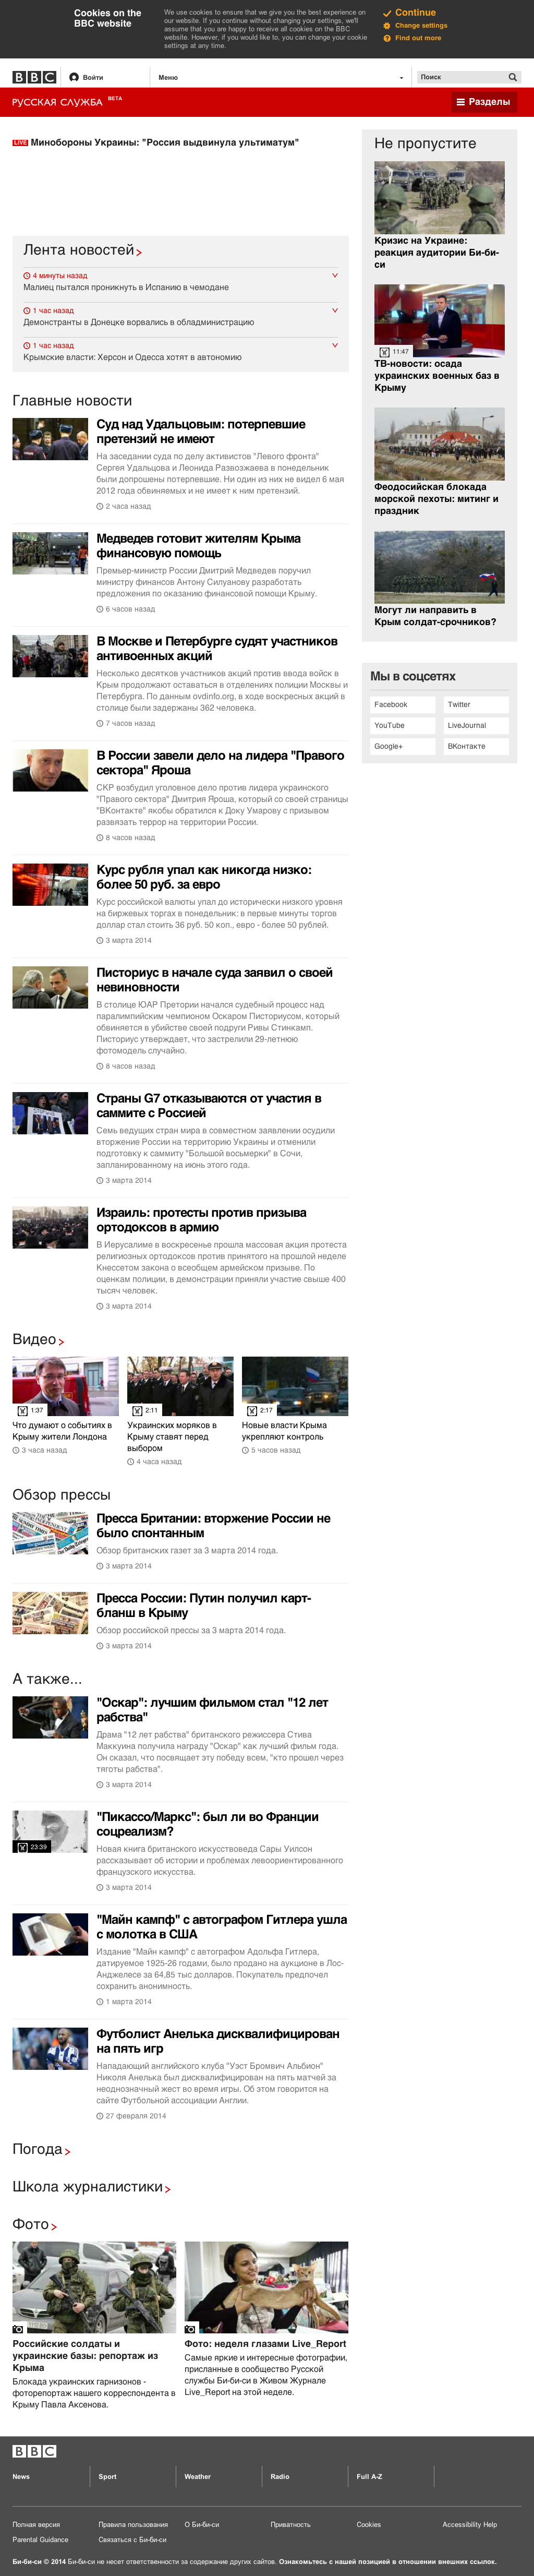 Cookies on the
BBC website
We use cookies to ensure that we give you the best experience on
our website. If you continue without changing your settings, we'll
assume that you are happy to receive all cookies on the BBC
website. However, if you would like to, you can change your cookie
settings at any time.
Continue
Change settings
Find out more
BBC
Войти
Меню
Поиск
РУССКАЯ СЛУЖБА BETA
Разделы
LIVE Минобороны Украины: "Россия выдвинула ультиматум"
Лента новостей
4 минуты назад
Малиец пытался проникнуть в Испанию в чемодане
1 час назад
Демонстранты в Донецке ворвались в обладминистрацию
1 час назад
Крымские власти: Херсон и Одесса хотят в автономию
Главные новости
Суд над Удальцовым: потерпевшие
претензий не имеют
На заседании суда по делу активистов "Левого фронта"
Сергея Удальцова и Леонида Развозжаева в понедельник
были допрошены потерпевшие. Ни один из них не видел 6 мая
2012 года обвиняемых и не имеет к ним претензий.
2 часа назад
Медведев готовит жителям Крыма
финансовую помощь
Премьер-министр России Дмитрий Медведев поручил
министру финансов Антону Силуанову разработать
предложения по оказанию финансовой помощи Крыму.
6 часов назад
В Москве и Петербурге судят участников
антивоенных акций
Несколько десятков участников акций против ввода войск в
Крым продолжают оставаться в отделениях полиции Москвы и
Петербурга. По данным ovdinfo.org, в ходе воскресных акций в
столице были задержаны 362 человека.
7 часов назад
В России завели дело на лидера "Правого
сектора" Яроша
СКР возбудил уголовное дело против лидера украинского
"Правого сектора" Дмитрия Яроша, который со своей страницы
"ВКонтакте" якобы обратился к Доку Умарову с призывом
развязать террор на территории России.
8 часов назад
Курс рубля упал как никогда низко:
более 50 руб. за евро
Курс российской валюты упал до исторически низкого уровня
на биржевых торгах в понедельник: в первые минуты торгов
доллар стал стоить 36 руб. 50 коп., евро - более 50 рублей.
3 марта 2014
Писториус в начале суда заявил о своей
невиновности
В столице ЮАР Претории начался судебный процесс над
паралимпийским чемпионом Оскаром Писториусом, который
обвиняется в убийстве своей подруги Ривы Стинкамп.
Писториус утверждает, что застрелили 29-летнюю
фотомодель случайно.
8 часов назад
Страны G7 отказываются от участия в
саммите с Россией
Семь ведущих стран мира в совместном заявлении осудили
вторжение России на территорию Украины и отменили
подготовку к саммиту "Большой восьмерки" в Сочи,
запланированному на июнь этого года.
3 марта 2014
Израиль: протесты против призыва
ортодоксов в армию
В Иерусалиме в воскресенье прошла массовая акция протеста
религиозных ортодоксов против принятого на прошлой неделе
Кнессетом закона о всеобщем армейском призыве. По
оценкам полиции, в демонстрации приняли участие свыше 400
тысяч человек.
3 марта 2014
Видео
1:37
Что думают о событиях в
Крыму жители Лондона
3 часа назад
2:11
Украинских моряков в
Крыму ставят перед
выбором
4 часа назад
2:17
Новые власти Крыма
укрепляют контроль
5 часов назад
Обзор прессы
Пресса Британии: вторжение России не
было спонтанным
Обзор британских газет за 3 марта 2014 года.
3 марта 2014
Пресса России: Путин получил карт-
бланш в Крыму
Обзор российской прессы за 3 марта 2014 года.
3 марта 2014
А также...
"Оскар": лучшим фильмом стал "12 лет
рабства"
Драма "12 лет рабства" британского режиссера Стива
Маккуина получила награду "Оскар" как лучший фильм года.
Он сказал, что посвящает эту победу всем, "кто прошел через
тяготы рабства".
3 марта 2014
23:39
"Пикассо/Маркс": был ли во Франции
соцреализм?
Новая книга британского искусствоведа Сары Уилсон
рассказывает об истории и проблемах левоориентированного
французского искусства.
3 марта 2014
"Майн кампф" с автографом Гитлера ушла
с молотка в США
Издание "Майн кампф" с автографом Адольфа Гитлера,
датируемое 1925-26 годами, было продано на аукционе в Лос-
Анджелесе за 64,85 тыс долларов. Покупатель предпочел
сохранить анонимность.
1 марта 2014
Футболист Анелька дисквалифицирован
на пять игр
Нападающий английского клуба "Уэст Бромвич Альбион"
Николя Анелька был дисквалифицирован на пять матчей за
неоднозначный жест во время игры. Об этом говорится на
сайте Футбольной ассоциации Англии.
27 февраля 2014
Погода
Школа журналистики
Фото
Российские солдаты и
украинские базы: репортаж из
Крыма
Блокада украинских гарнизонов -
фоторепортаж нашего корреспондента в
Крыму Павла Аксенова.
Фото: неделя глазами Live_Report
Самые яркие и интересные фотографии,
присланные в сообщество Русской
службы Би-би-си в Живом Журнале
Live_Report на этой неделе.
Не пропустите
Кризис на Украине:
реакция аудитории Би-би-
си
11:47
ТВ-новости: осада
украинских военных баз в
Крыму
Феодосийская блокада
морской пехоты: митинг и
праздник
Могут ли направить в
Крым солдат-срочников?
Мы в соцсетях
Facebook
Twitter
YouTube
LiveJournal
Google+
ВКонтакте
BBC
News
Sport
Weather
Radio
Full A-Z
Полная версия
Правила пользования
О Би-би-си
Приватность
Cookies
Accessibility Help
Parental Guidance
Связаться с Би-би-си
Би-би-си © 2014 Би-би-си не несет ответственности за содержание других сайтов. Ознакомьтесь с нашей позицией в отношении внешних ссылок.